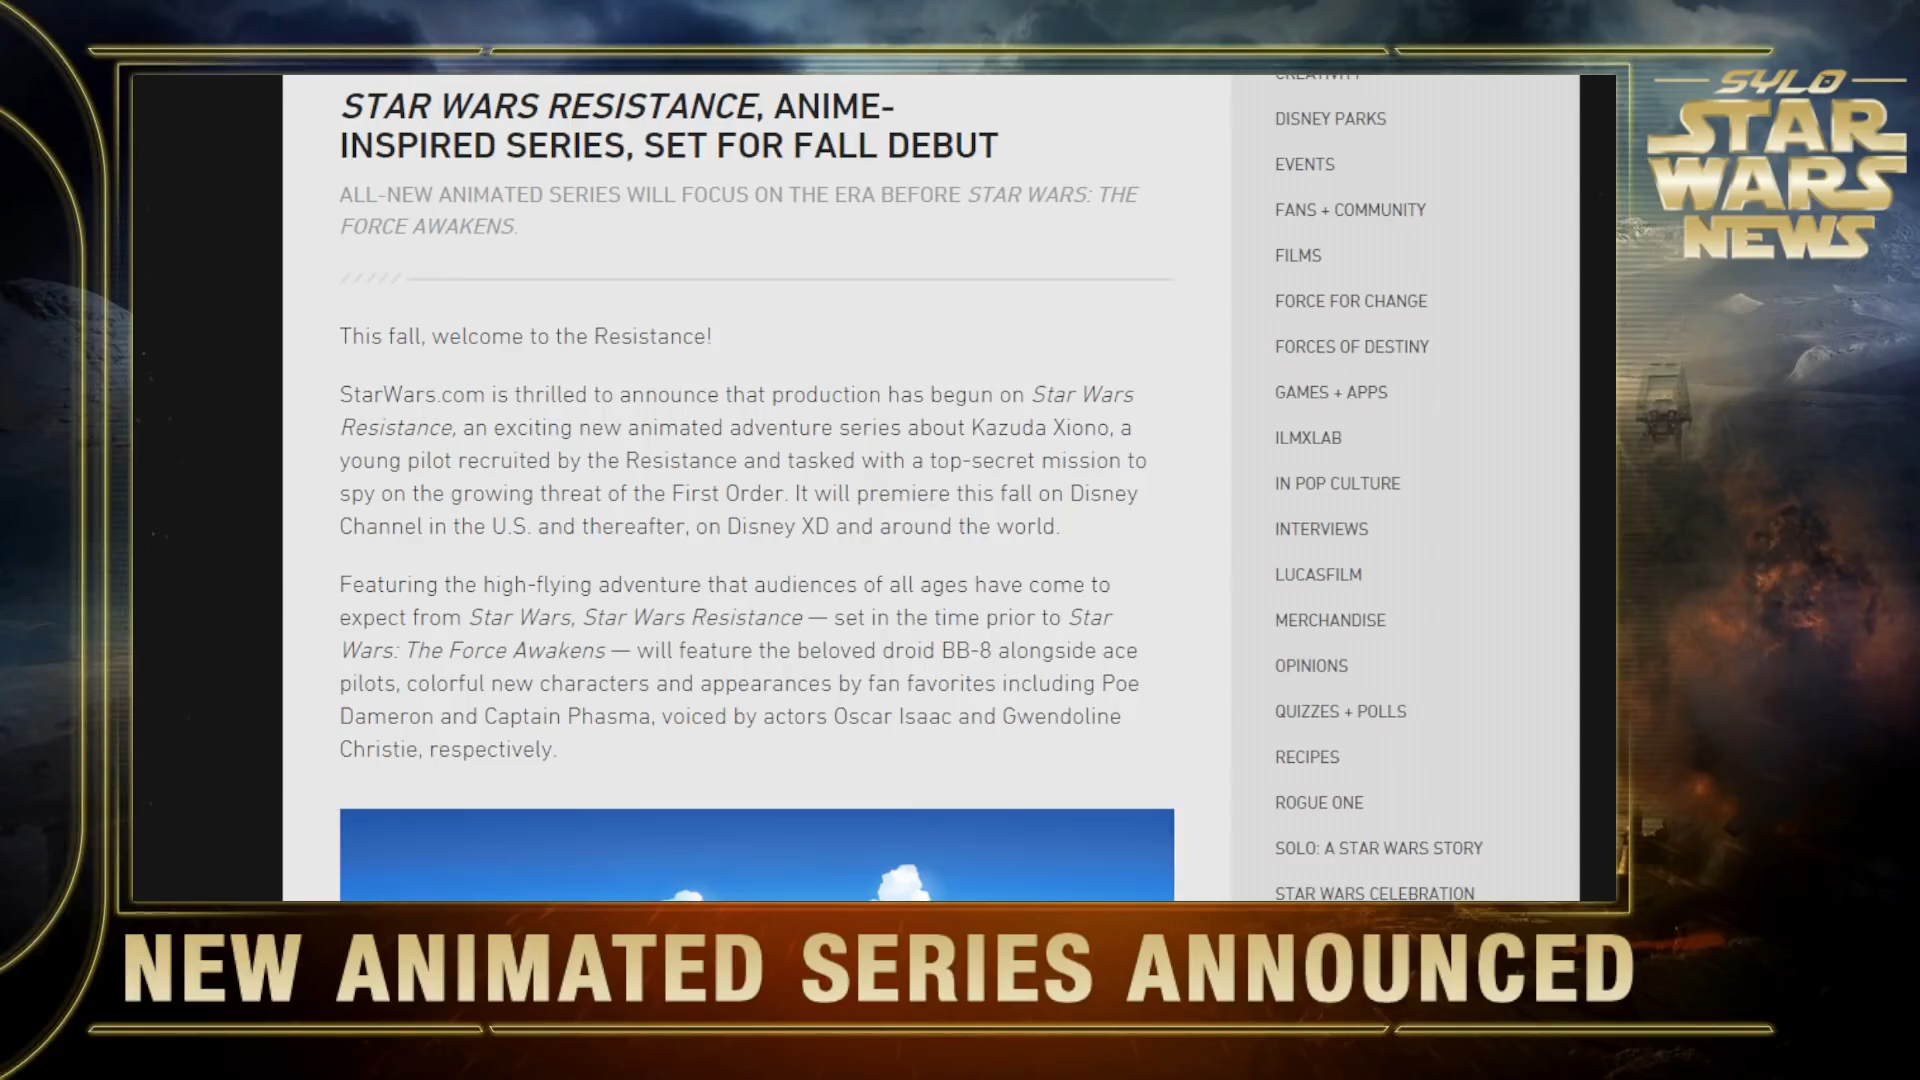 STAR WARS RESISTANCE, ANIME-
INSPIRED SERIES, SET FOR FALL DEBUT
ALL-NEW ANIMATED SERIES WILL FOCUS ON THE ERA BEFORE STAR WARS: THE
FORCE AWAKENS.
This fall, welcome to the Resistance!
StarWars.com is thrilled to announce that production has begun on Star Wars
Resistance, an exciting new animated adventure series about Kazuda Xiono, a
young pilot recruited by the Resistance and tasked with a top-secret mission to
spy on the growing threat of the First Order. It will premiere this fall on Disney
Channel in the U.S. and thereafter, on Disney XD and around the world.
Featuring the high-flying adventure that audiences of all ages have come to
expect from Star Wars, Star Wars Resistance — set in the time prior to Star
Wars: The Force Awakens — will feature the beloved droid BB-8 alongside ace
pilots, colorful new characters and appearances by fan favorites including Poe
Dameron and Captain Phasma, voiced by actors Oscar Isaac and Gwendoline
Christie, respectively.
CREATIVITY
DISNEY PARKS
EVENTS
FANS + COMMUNITY
FILMS
FORCE FOR CHANGE
FORCES OF DESTINY
GAMES + APPS
ILMXLAB
IN POP CULTURE
INTERVIEWS
LUCASFILM
MERCHANDISE
OPINIONS
QUIZZES + POLLS
RECIPES
ROGUE ONE
SOLO: A STAR WARS STORY
STAR WARS CELEBRATION
SYLO
STAR
WARS
NEWS
NEW ANIMATED SERIES ANNOUNCED